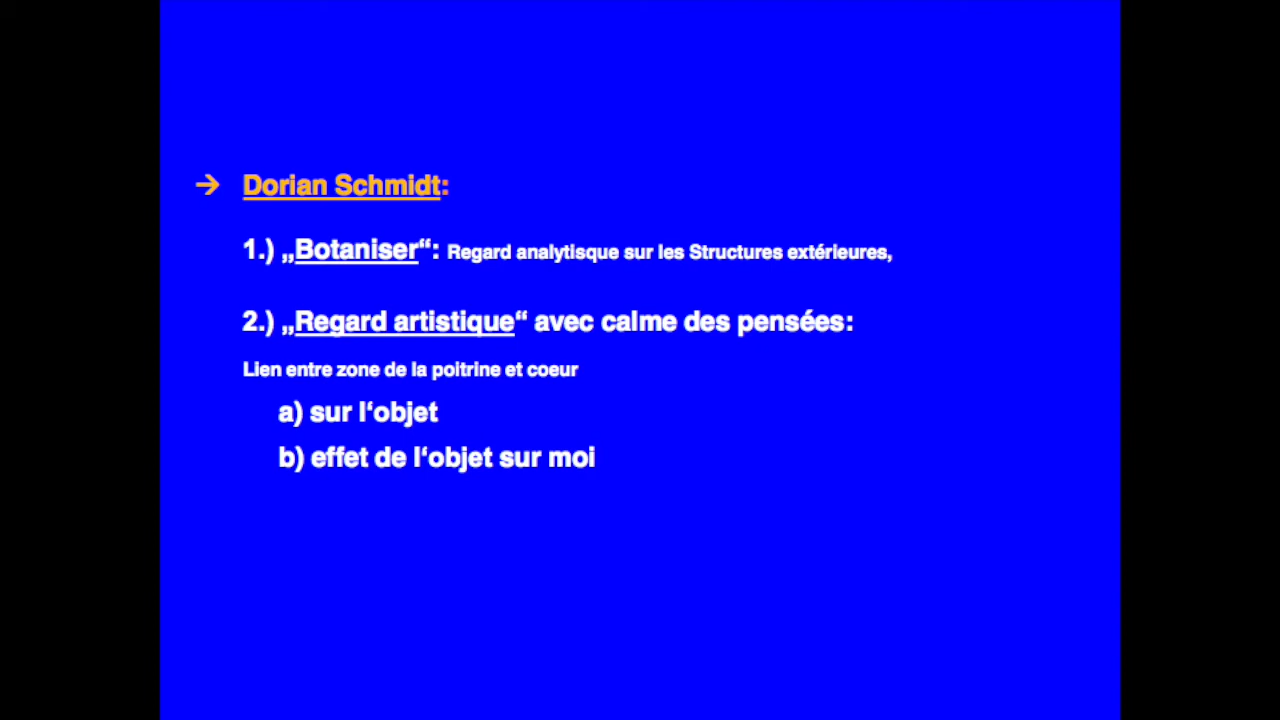 → Dorian Schmidt:
1.) „Botaniser“: Regard analytisque sur les Structures extérieures,
2.) „Regard artistique“ avec calme des pensées:
Lien entre zone de la poitrine et coeur
a) sur l‘objet
b) effet de l‘objet sur moi